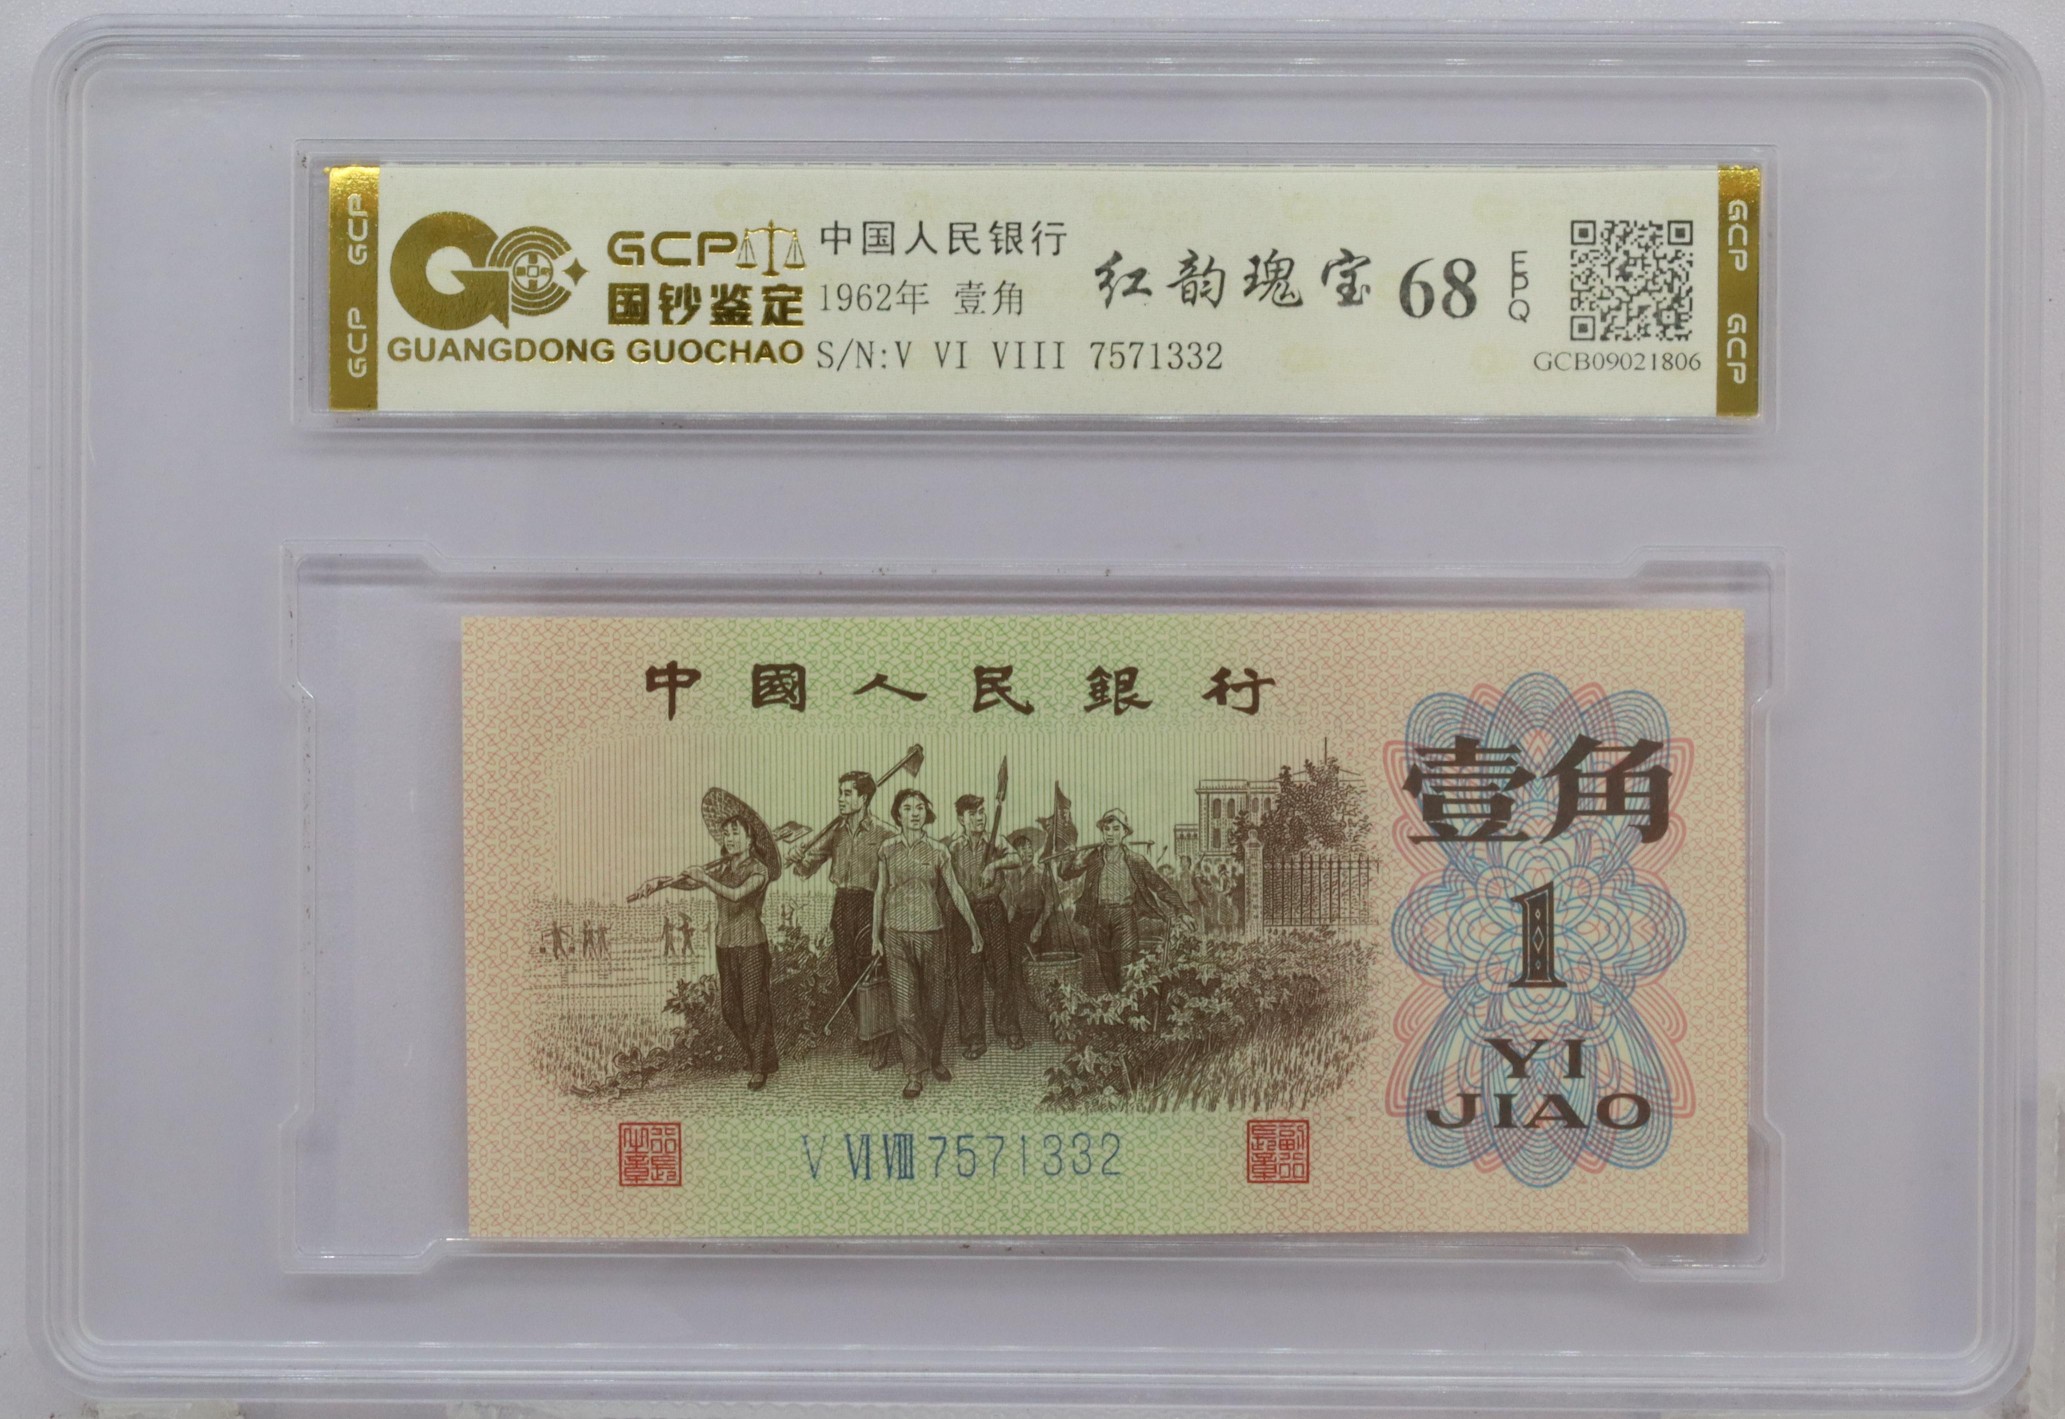 GCP GCP
GCP
国钞鉴定
GUANGDONG GUOCHAO
中国人民银行
1962年 壹角
S/N:V VI VIII 7571332
红韵瑰宝 68 EPQ
GCB09021806
GCP GCP
中國人民銀行
壹角
1
YI
JIAO
V VI VIII 7571332